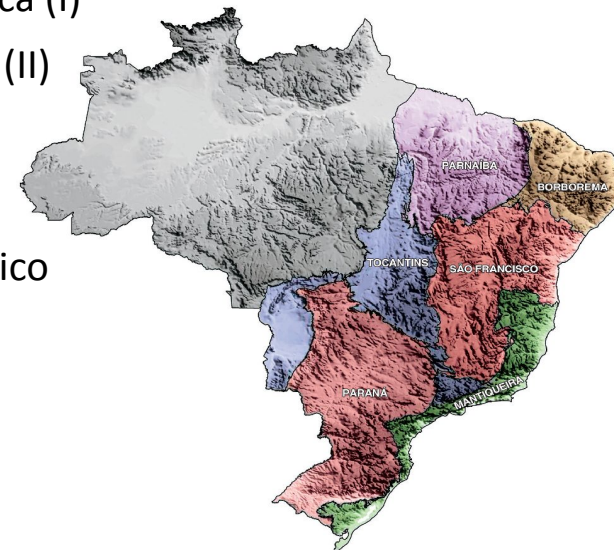 ca (I)
(II)
ico
PARNAÍBA
BORBOREMA
TOCANTINS
SÃO FRANCISCO
PARANÁ
MANTIQUEIRA